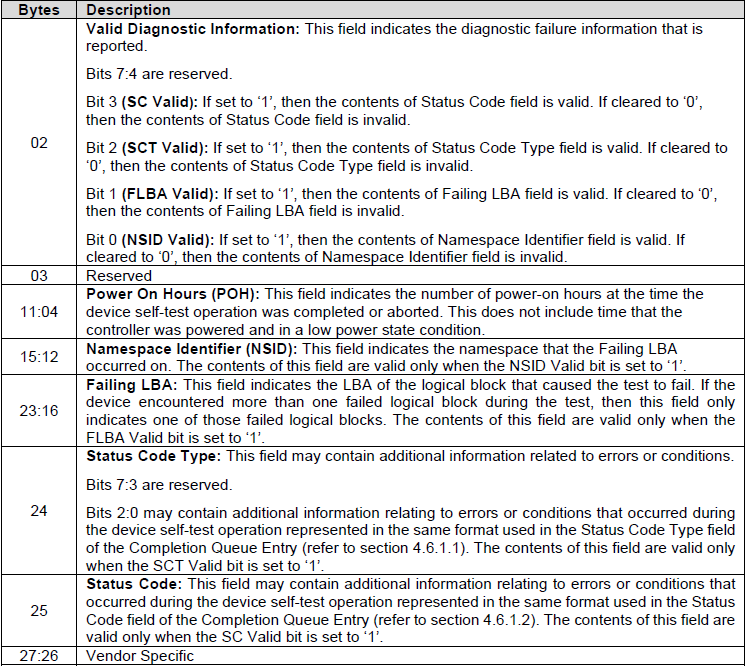 Bytes Description
Valid Diagnostic Information: This field indicates the diagnostic failure information that is
reported.
Bits 7:4 are reserved.
Bit 3 (SC Valid): If set to ‘1’, then the contents of Status Code field is valid. If cleared to ‘0’,
then the contents of Status Code field is invalid.
02
Bit 2 (SCT Valid): If set to ‘1’, then the contents of Status Code Type field is valid. If cleared to
‘0’, then the contents of Status Code Type field is invalid.
Bit 1 (FLBA Valid): If set to ‘1’, then the contents of Failing LBA field is valid. If cleared to ‘0’,
then the contents of Failing LBA field is invalid.
Bit 0 (NSID Valid): If set to ‘1’, then the contents of Namespace Identifier field is valid. If
cleared to ‘0’, then the contents of Namespace Identifier field is invalid.
03 Reserved
Power On Hours (POH): This field indicates the number of power-on hours at the time the
11:04 device self-test operation was completed or aborted. This does not include time that the
controller was powered and in a low power state condition.
15:12 Namespace Identifier (NSID): This field indicates the namespace that the Failing LBA
occurred on. The contents of this field are valid only when the NSID Valid bit is set to ‘1’.
Failing LBA: This field indicates the LBA of the logical block that caused the test to fail. If the
device encountered more than one failed logical block during the test, then this field only
23:16 indicates one of those failed logical blocks. The contents of this field are valid only when the
FLBA Valid bit is set to ‘1’.
Status Code Type: This field may contain additional information related to errors or conditions.
Bits 7:3 are reserved.
24 Bits 2:0 may contain additional information relating to errors or conditions that occurred during
the device self-test operation represented in the same format used in the Status Code Type field
of the Completion Queue Entry (refer to section 4.6.1.1). The contents of this field are valid only
when the SCT Valid bit is set to ‘1’.
Status Code: This field may contain additional information relating to errors or conditions that
occurred during the device self-test operation represented in the same format used in the Status
25 Code field of the Completion Queue Entry (refer to section 4.6.1.2). The contents of this field are
valid only when the SC Valid bit is set to ‘1’.
27:26 Vendor Specific